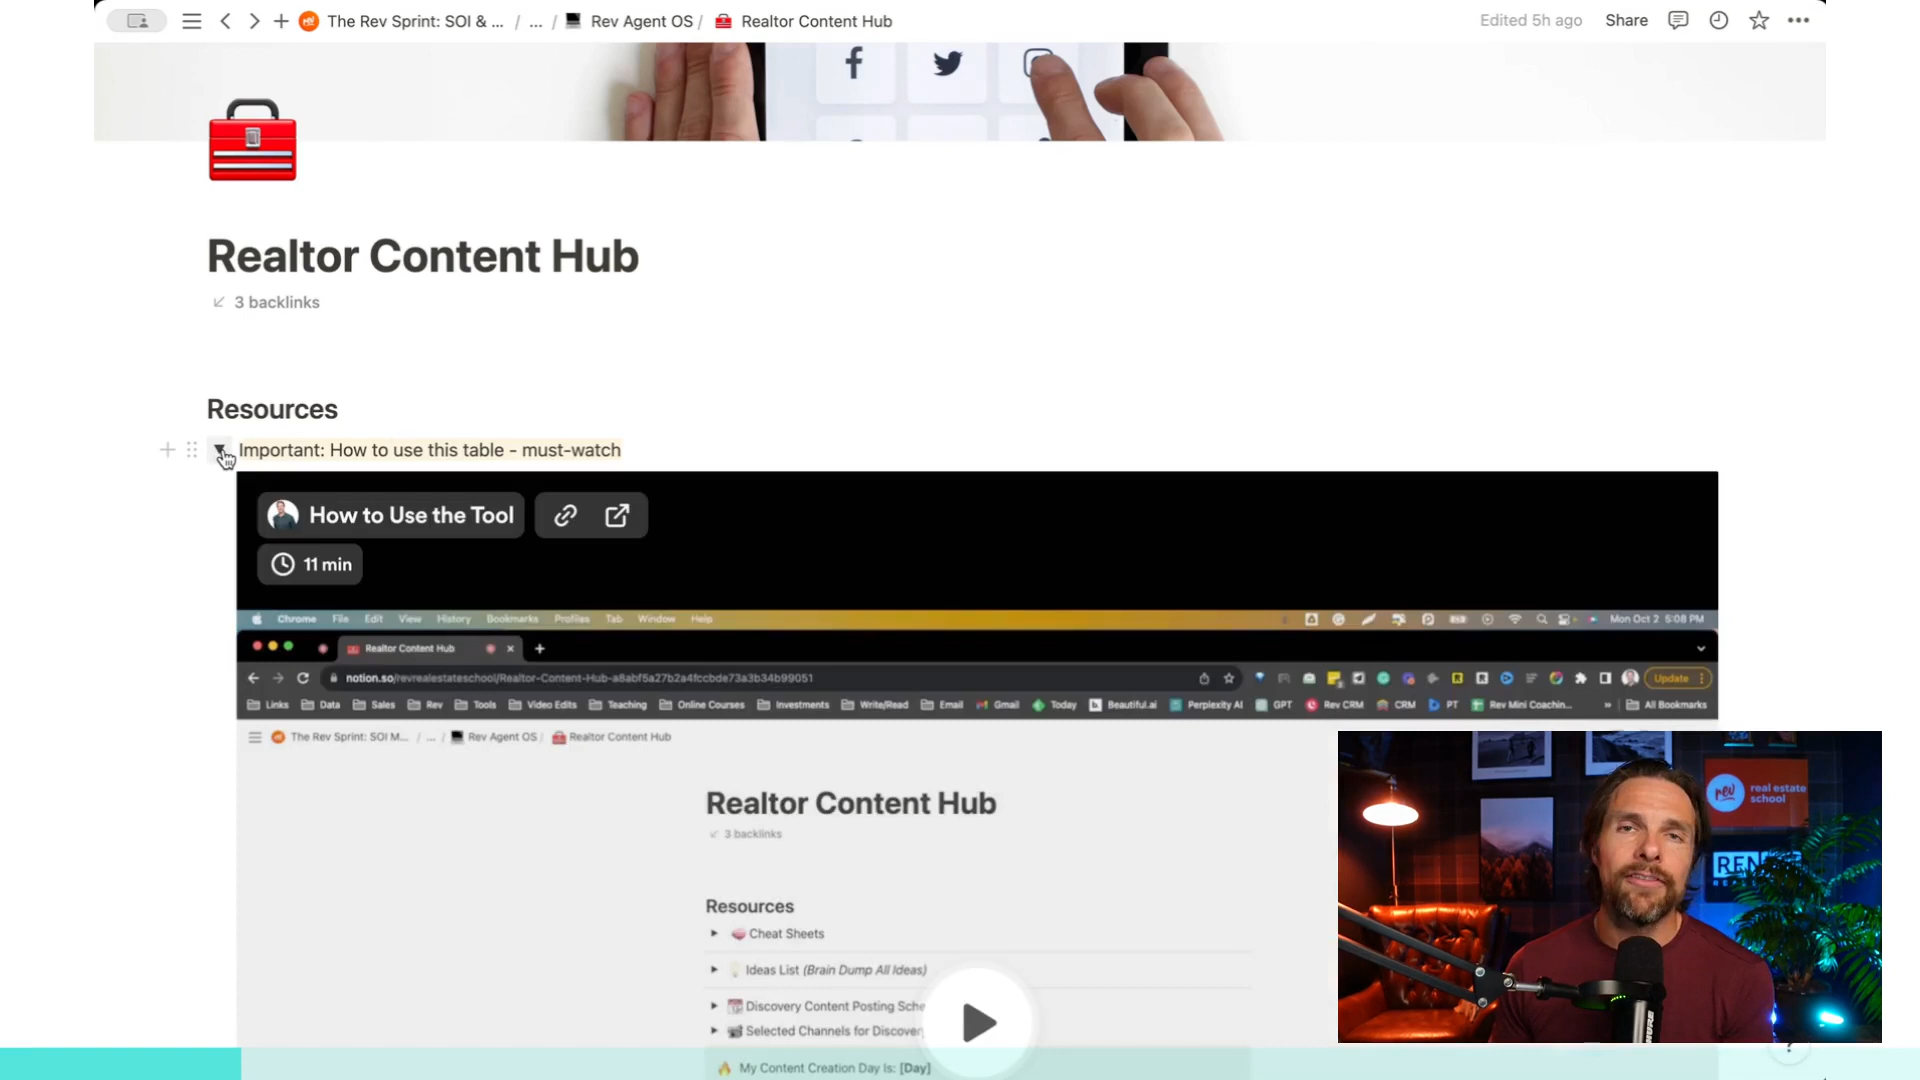 The Rev Sprint: SOI & ... / ... / Rev Agent OS / Realtor Content Hub
Edited 5h ago Share
Realtor Content Hub
3 backlinks
Resources
Important: How to use this table - must-watch
How to Use the Tool
11 min
Chrome File Edit View History Bookmarks Profiles Tab Window Help
Mon Oct 2 5:08 PM
Realtor Content Hub
notion.so/revrealestateschool/Realtor-Content-Hub-a8abf5a27b2a4fccbde73a3b34b99051
Update
Links Data Sales Rev Tools Video Edits Teaching Online Courses Investments Write/Read Email Gmail Today Beautiful.ai Perplexity AI GPT Rev CRM CRM PT Rev Mini Coachin... » All Bookmarks
The Rev Sprint: SOI M... / ... / Rev Agent OS / Realtor Content Hub
Realtor Content Hub
3 backlinks
Resources
Cheat Sheets
Ideas List (Brain Dump All Ideas)
Discovery Content Posting Sche
Selected Channels for Discover
My Content Creation Day Is: [Day]
rev real estate
school
REN
SHURE
?